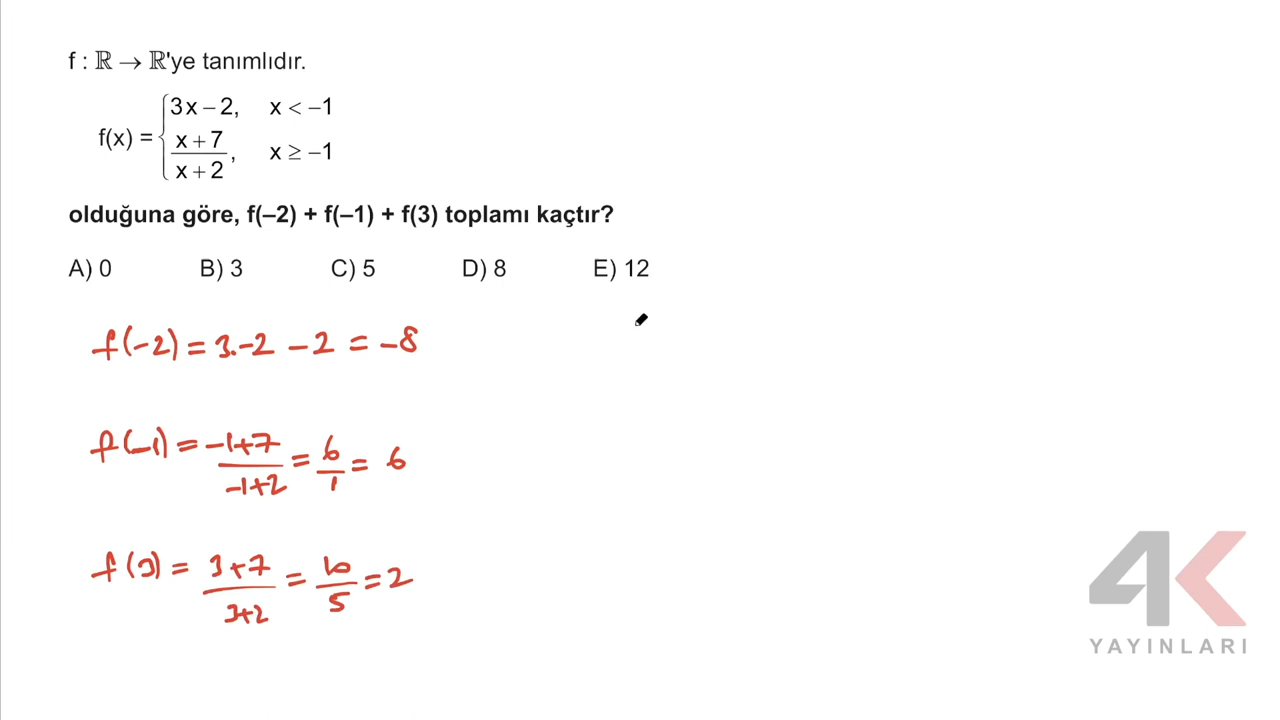 f : ℝ → ℝ'ye tanımlıdır.
f(x) = { 3x – 2, x < –1
x + 7 / x + 2 , x ≥ –1
olduğuna göre, f(–2) + f(–1) + f(3) toplamı kaçtır?
A) 0 B) 3 C) 5 D) 8 E) 12
f(-2) = 3.-2 - 2 = -8
f(-1) = -1+7 / -1+2 = 6/1 = 6
f(3) = 3+7 / 3+2 = 10/5 = 2
4K
YAYINLARI